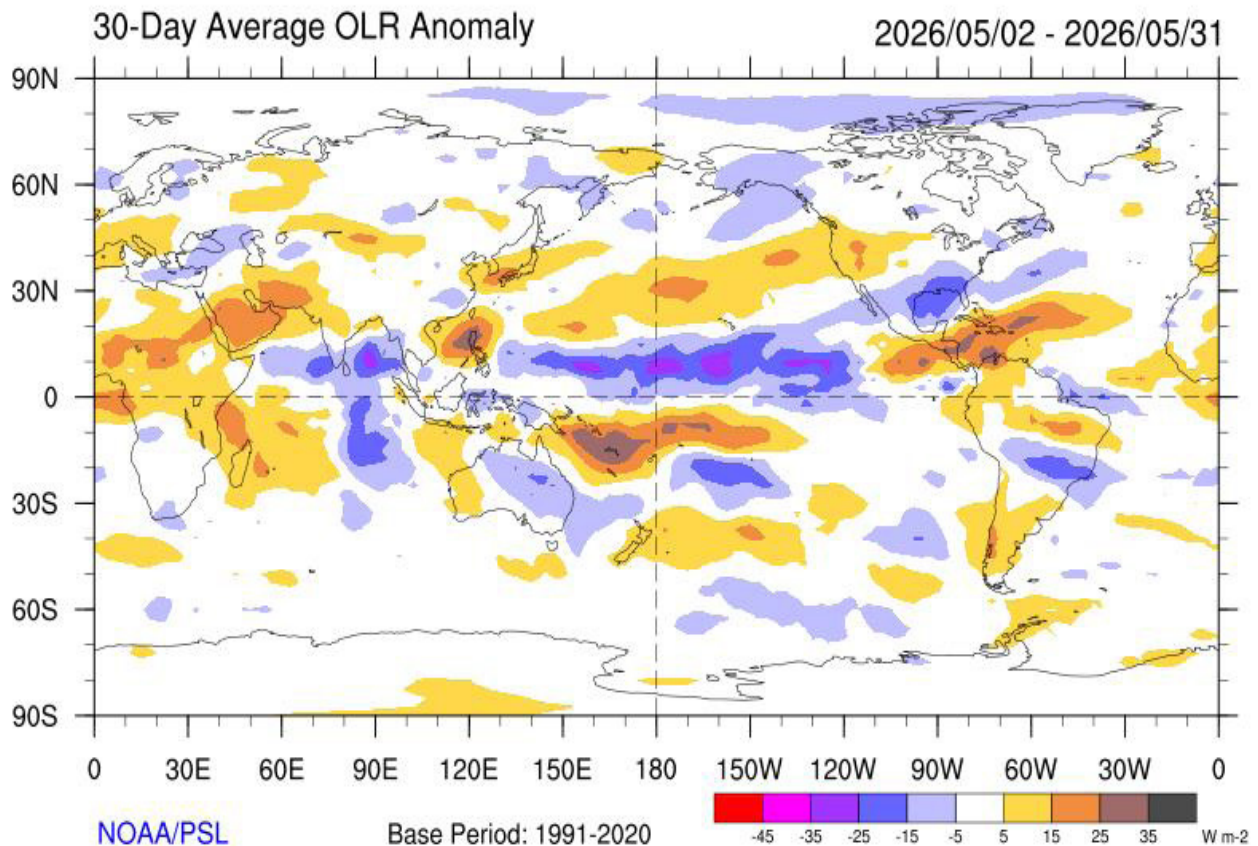 30-Day Average OLR Anomaly 2026/05/02 - 2026/05/31
90N
60N
30N
0
30S
60S
90S
0 30E 60E 90E 120E 150E 180 150W 120W 90W 60W 30W 0
-45 -35 -25 -15 -5 5 15 25 35 W m-2
NOAA/PSL Base Period: 1991-2020